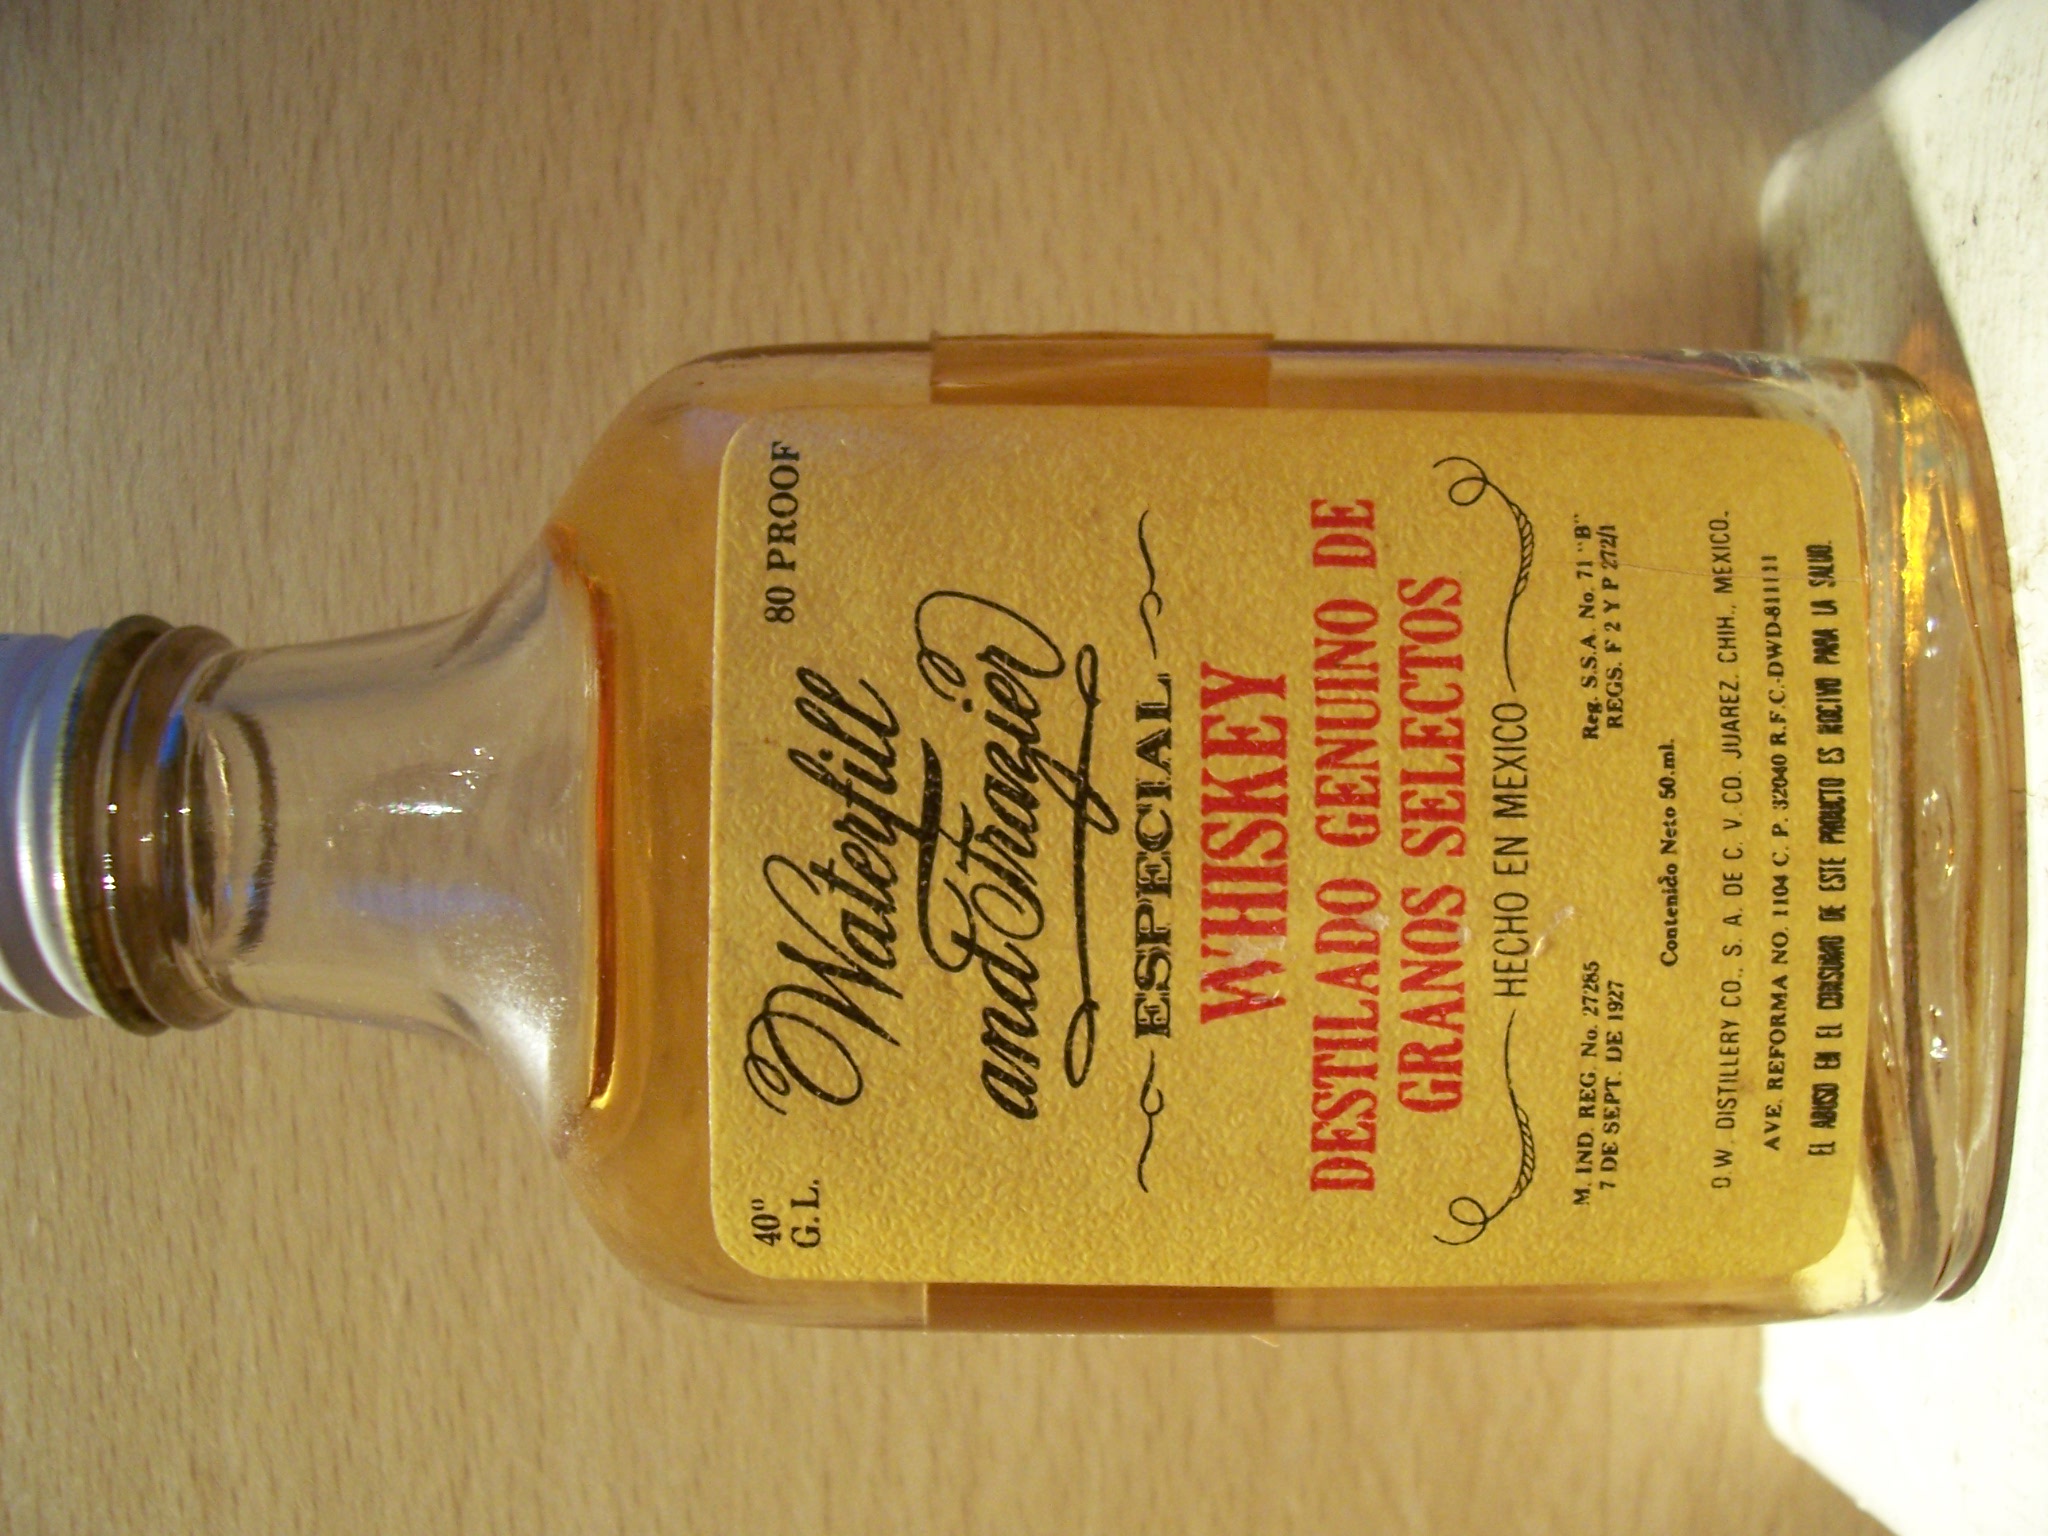 40° G.L.
80 PROOF
Waterfill
and Frazier
ESPECIAL
WHISKEY
DESTILADO GENUINO DE
GRANOS SELECTOS
HECHO EN MEXICO
M. IND. REG. No. 27285
7 DE SEPT. DE 1927
Reg. S.S.A. No. 71 "B"
REGS. F 2 Y P 272/1
Contenido Neto 50.ml.
D.W. DISTILLERY CO., S. A. DE C. V. CD. JUAREZ. CHIH., MEXICO.
AVE. REFORMA NO. 1104 C. P. 32040 R.F.C.-DWD-811111
EL ABUSO EN EL CONSUMO DE ESTE PRODUCTO ES NOCIVO PARA LA SALUD.